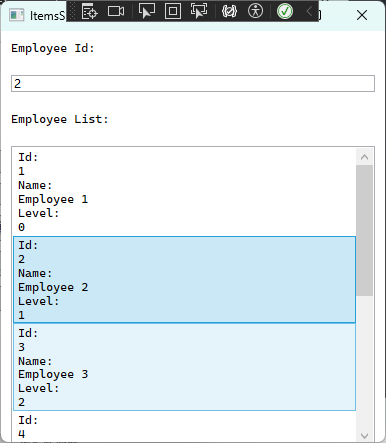 ItemsS
Employee Id:
2
Employee List:
Id:
1
Name:
Employee 1
Level:
0
Id:
2
Name:
Employee 2
Level:
1
Id:
3
Name:
Employee 3
Level:
2
Id:
4